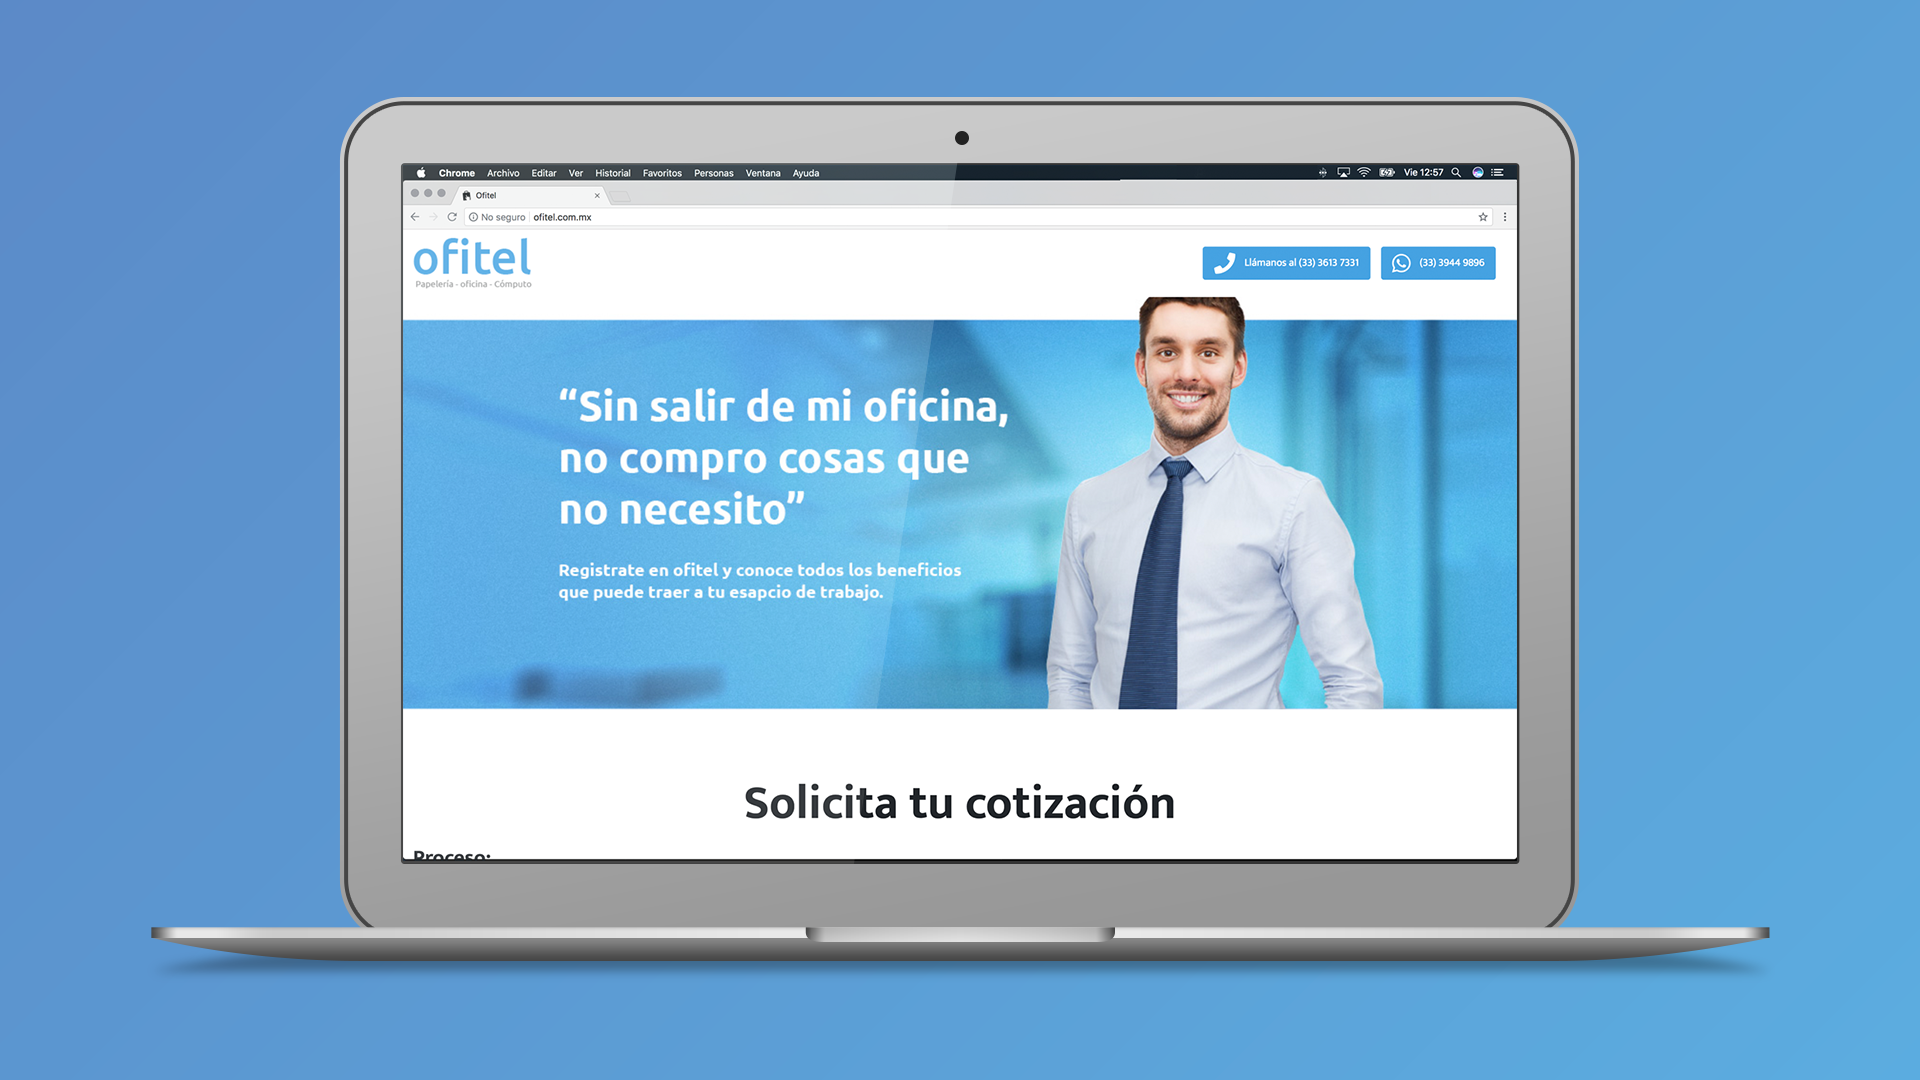 Chrome Archivo Editar Ver Historial Favoritos Personas Ventana Ayuda Vie 12:57
Ofitel
No seguro ofitel.com.mx
ofitel
Papelería - oficina - Cómputo
Llámanos al (33) 3613 7331
(33) 3944 9896
“Sin salir de mi oficina,
no compro cosas que
no necesito”
Registrate en ofitel y conoce todos los beneficios
que puede traer a tu esapcio de trabajo.
Solicita tu cotización
Proceso: